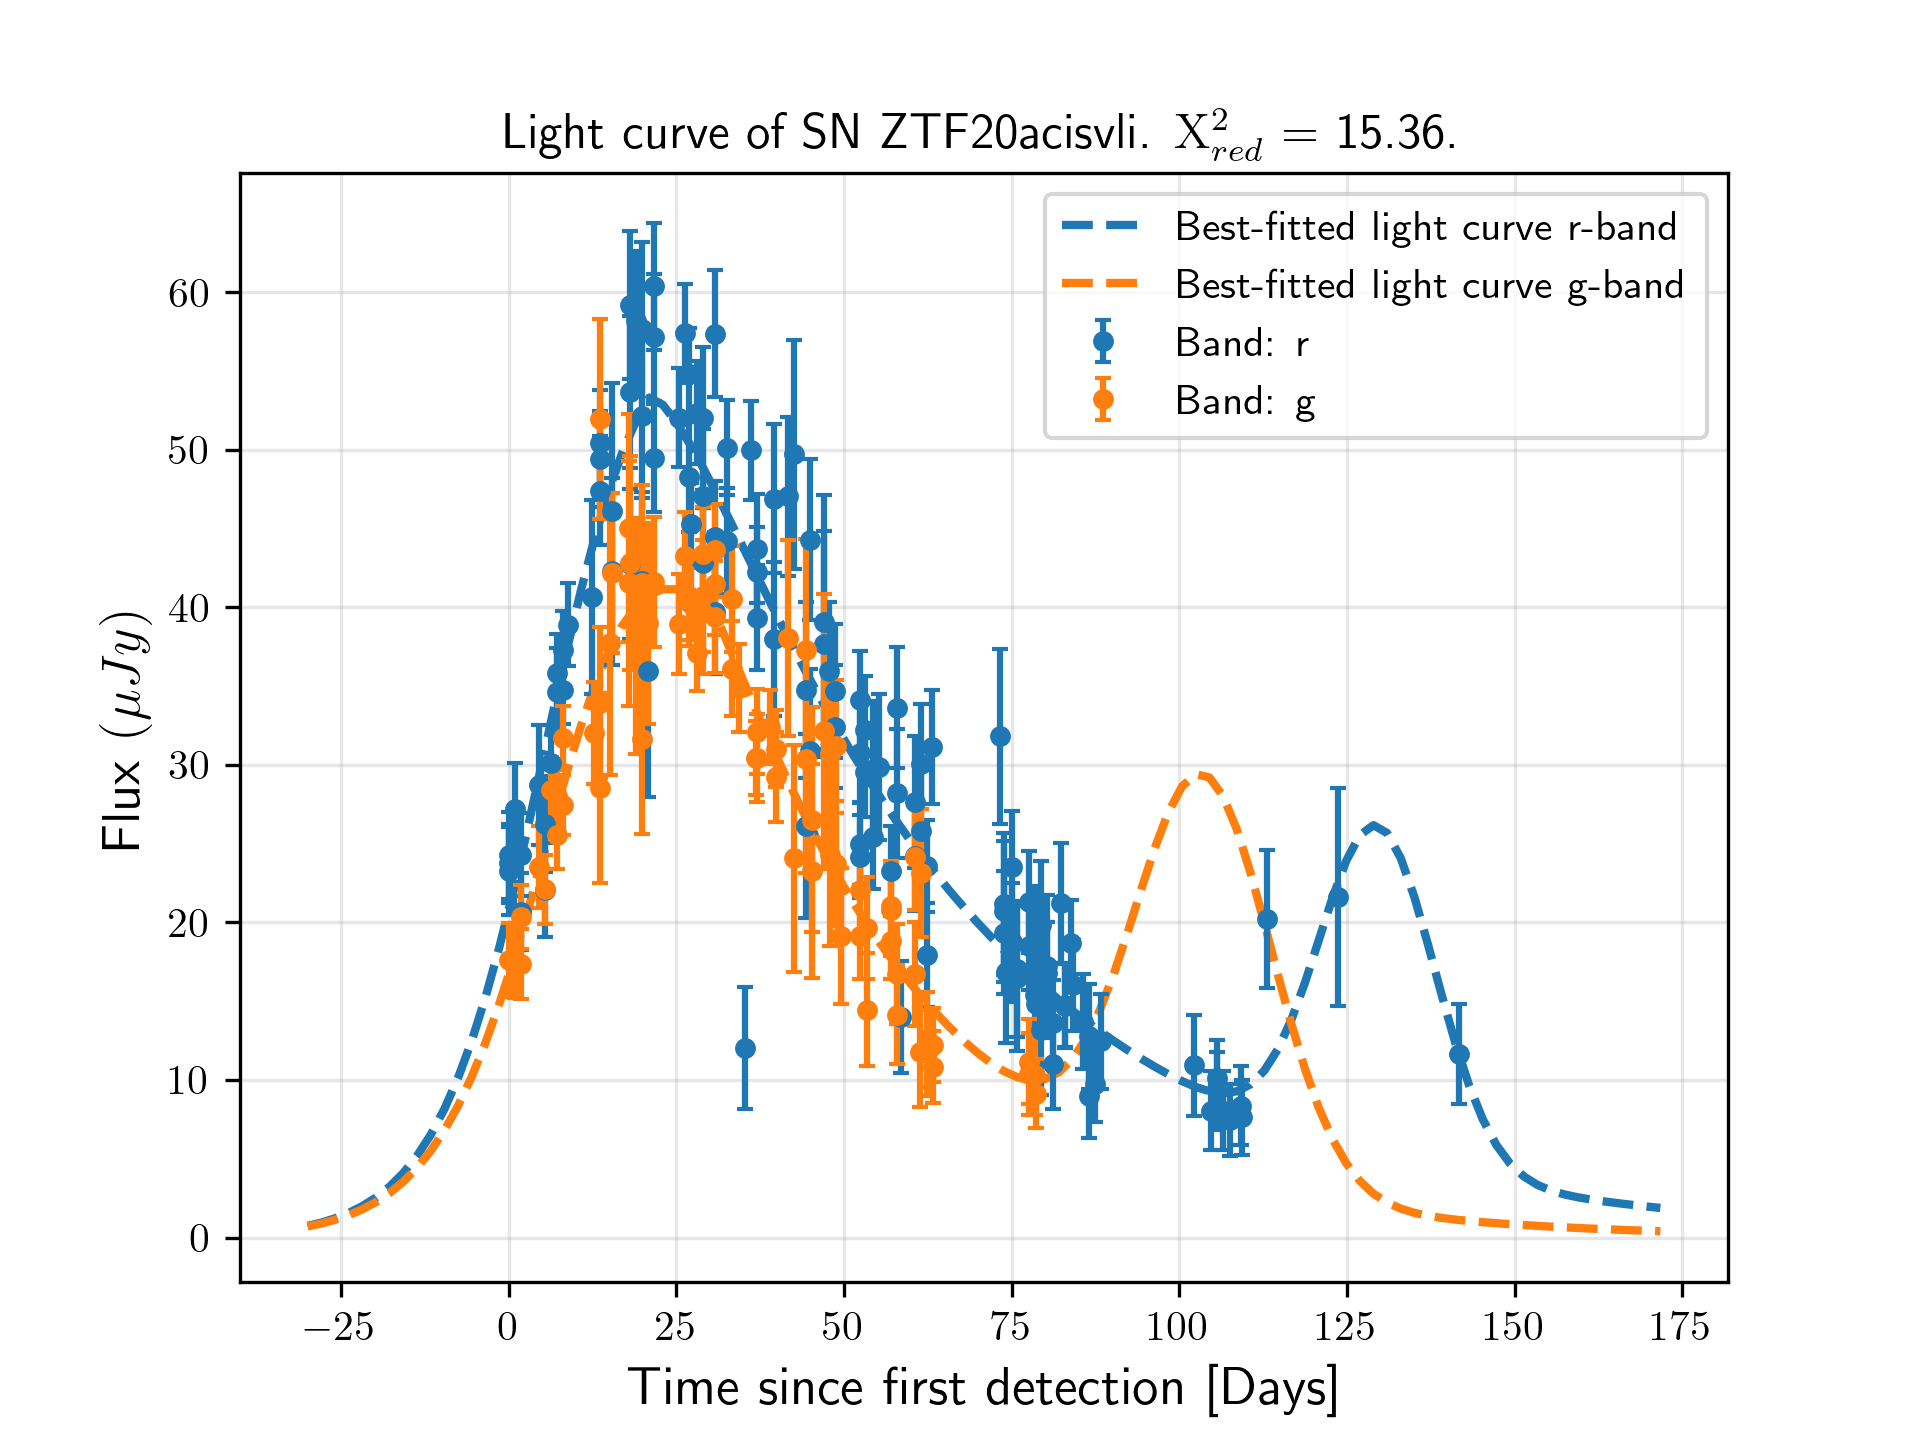 Light curve of SN ZTF20acisvli. X²_red = 15.36.
Best-fitted light curve r-band
Best-fitted light curve g-band
Band: r
Band: g
Flux (μJy)
60
50
40
30
20
10
0
−25 0 25 50 75 100 125 150 175
Time since first detection [Days]